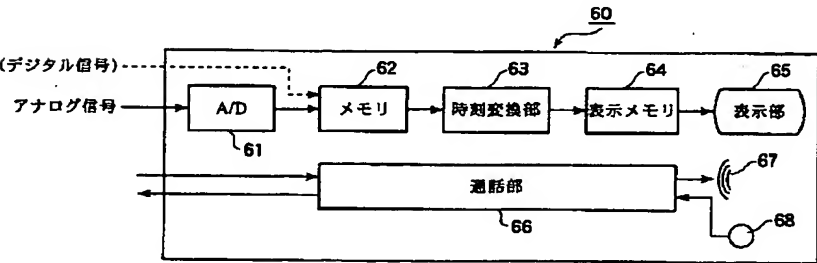 60
(デジタル信号)
62
63
64
65
アナログ信号
A/D
メモリ
時刻変換部
表示メモリ
表示部
61
通話部
67
66
68